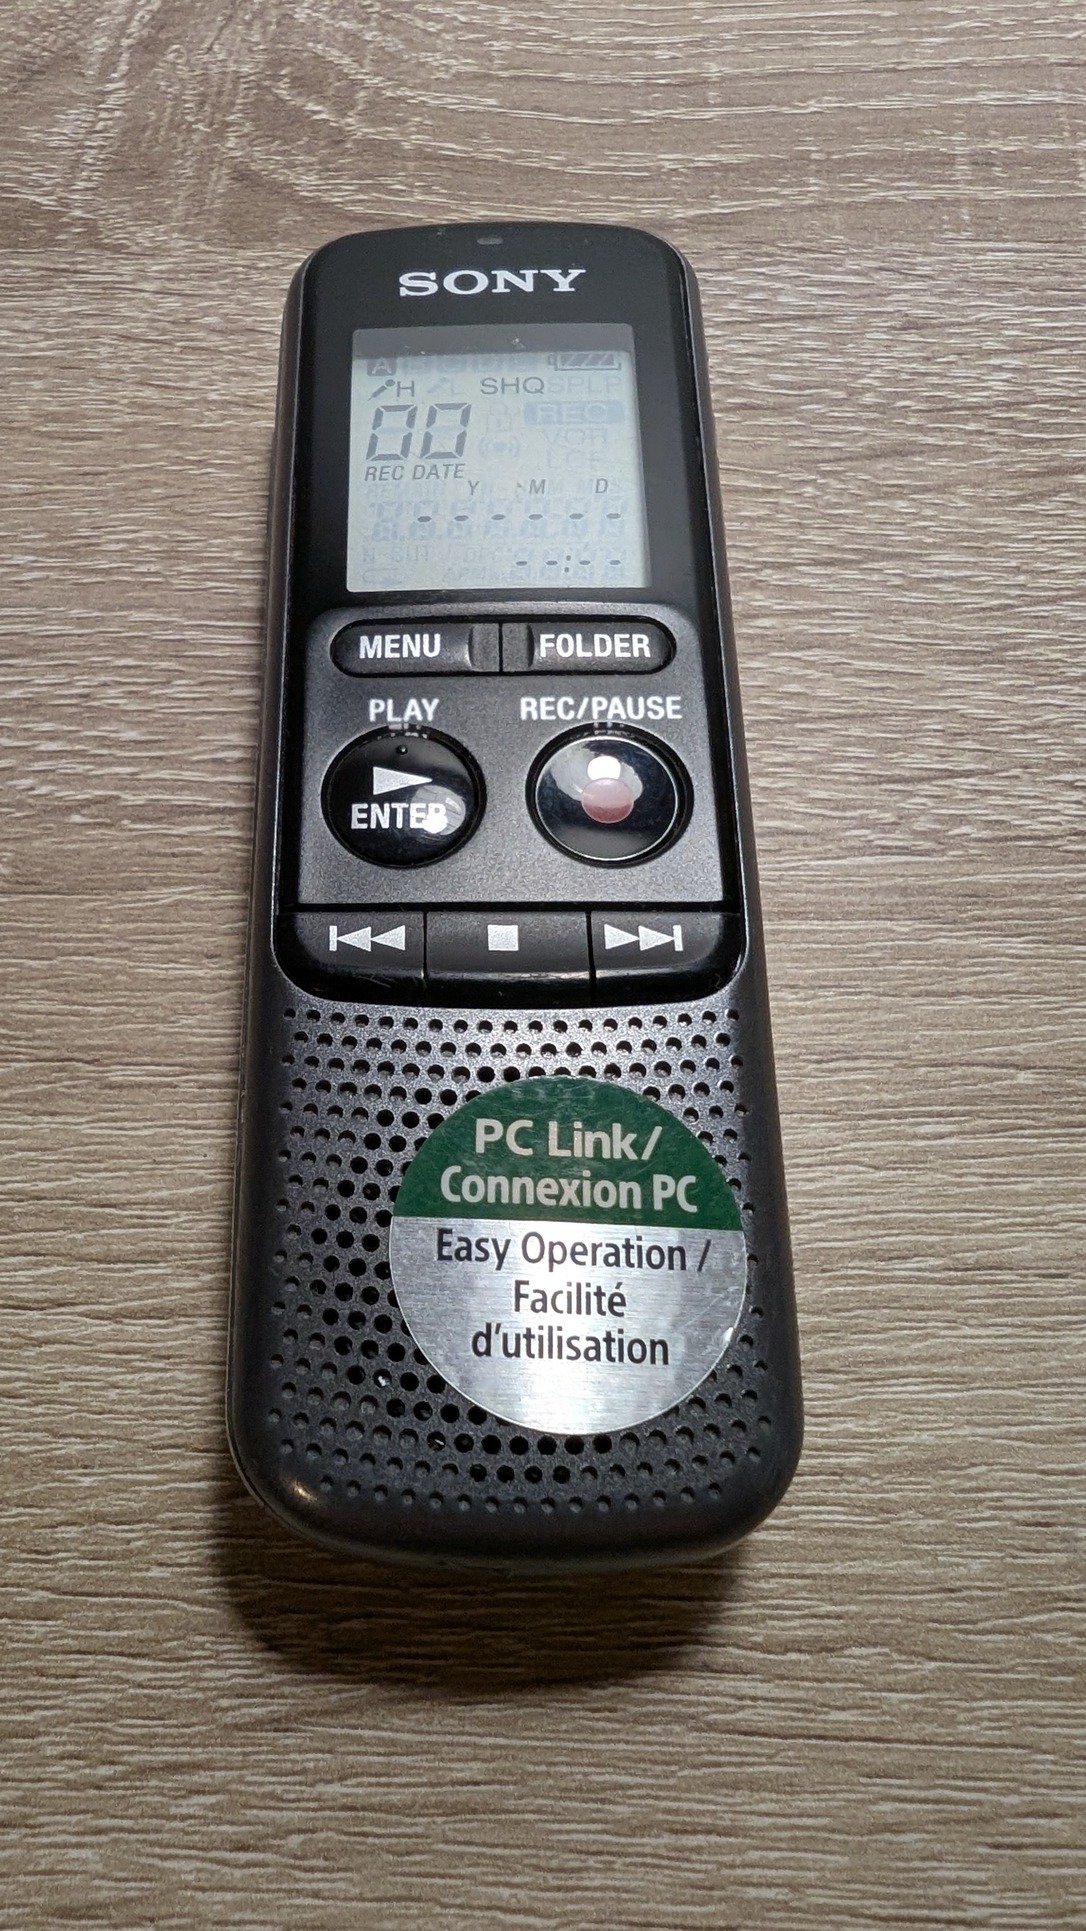 SONY
A
H SHQ
00 REC
REC DATE
Y M D
- - - - - -
- -:- -
MENU FOLDER
PLAY REC/PAUSE
ENTER
PC Link/
Connexion PC
Easy Operation /
Facilité
d'utilisation